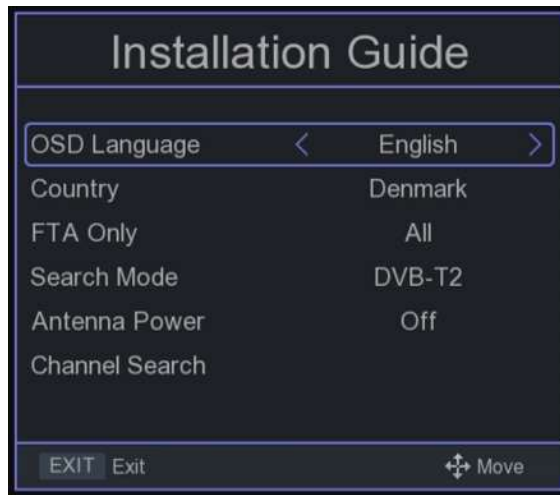 Installation Guide
OSD Language < English >
Country Denmark
FTA Only All
Search Mode DVB-T2
Antenna Power Off
Channel Search
EXIT Exit Move